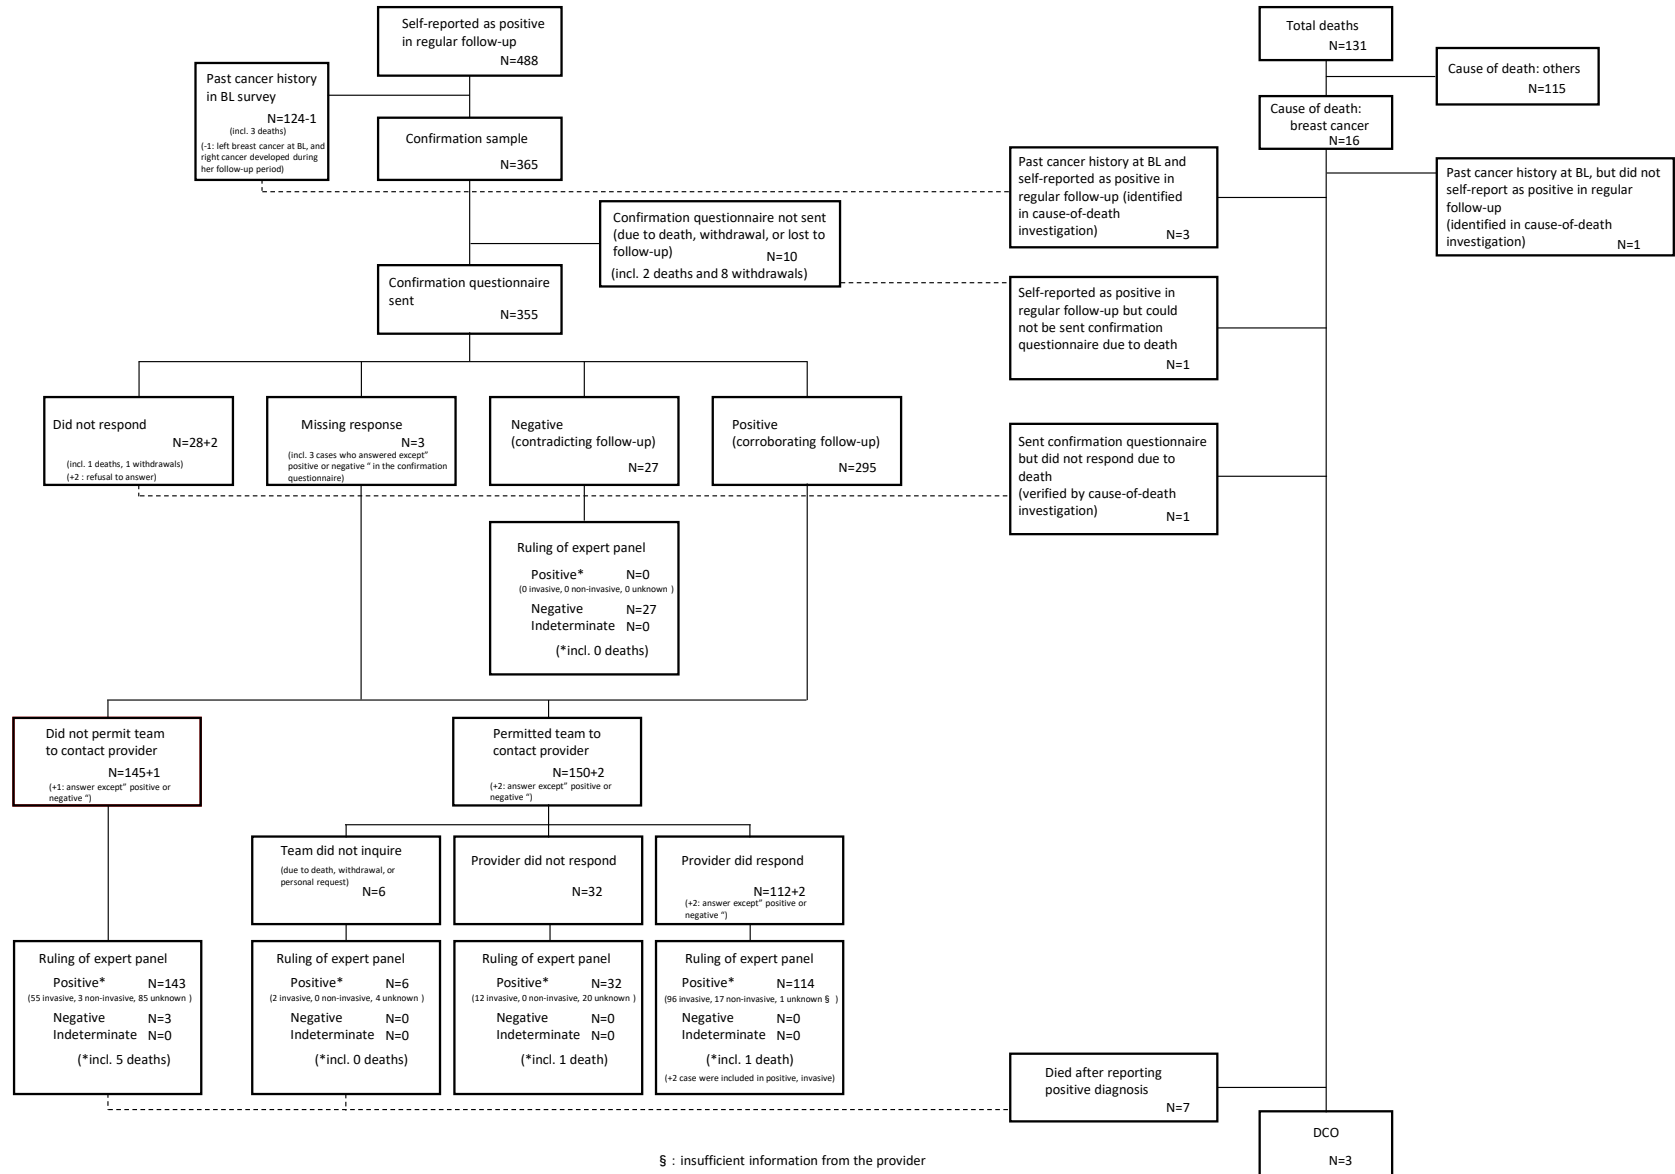 Self-reported as positive
in regular follow-up
N=488
Past cancer history
in BL survey
N=124-1
(incl. 3 deaths)
(-1: left breast cancer at BL, and
right cancer developed during
her follow-up period)
Confirmation sample
N=365
Confirmation questionnaire not sent
(due to death, withdrawal, or lost to
follow-up)
N=10
(incl. 2 deaths and 8 withdrawals)
Confirmation questionnaire
sent
N=355
Did not respond
N=28+2
(incl. 1 deaths, 1 withdrawals)
(+2 : refusal to answer)
Missing response
N=3
(incl. 3 cases who answered except"
positive or negative " in the confirmation
questionnaire)
Negative
(contradicting follow-up)
N=27
Positive
(corroborating follow-up)
N=295
Ruling of expert panel
Positive* N=0
(0 invasive, 0 non-invasive, 0 unknown )
Negative N=27
Indeterminate N=0
(*incl. 0 deaths)
Did not permit team
to contact provider
N=145+1
(+1: answer except" positive or
negative ")
Permitted team to
contact provider
N=150+2
(+2: answer except" positive or
negative ")
Team did not inquire
(due to death, withdrawal, or
personal request)
N=6
Provider did not respond
N=32
Provider did respond
N=112+2
(+2: answer except" positive or
negative ")
Ruling of expert panel
Positive* N=143
(55 invasive, 3 non-invasive, 85 unknown )
Negative N=3
Indeterminate N=0
(*incl. 5 deaths)
Ruling of expert panel
Positive* N=6
(2 invasive, 0 non-invasive, 4 unknown )
Negative N=0
Indeterminate N=0
(*incl. 0 deaths)
Ruling of expert panel
Positive* N=32
(12 invasive, 0 non-invasive, 20 unknown )
Negative N=0
Indeterminate N=0
(*incl. 1 death)
Ruling of expert panel
Positive* N=114
(96 invasive, 17 non-invasive, 1 unknown § )
Negative N=0
Indeterminate N=0
(*incl. 1 death)
(+2 case were included in positive, invasive)
Total deaths
N=131
Cause of death: others
N=115
Cause of death:
breast cancer
N=16
Past cancer history at BL and
self-reported as positive in
regular follow-up (identified
in cause-of-death
investigation)
N=3
Past cancer history at BL, but did not
self-report as positive in regular
follow-up
(identified in cause-of-death
investigation)
N=1
Self-reported as positive in
regular follow-up but could
not be sent confirmation
questionnaire due to death
N=1
Sent confirmation questionnaire
but did not respond due to
death
(verified by cause-of-death
investigation)
N=1
Died after reporting
positive diagnosis
N=7
DCO
N=3
§ : insufficient information from the provider